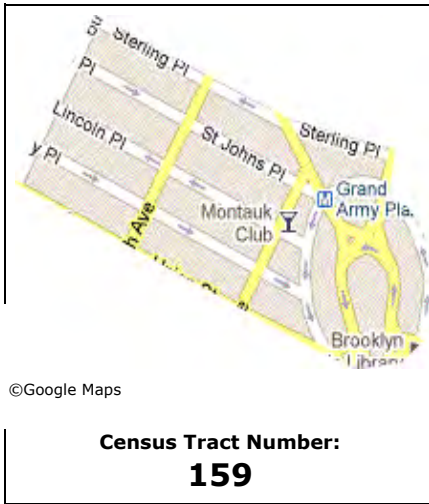 Sterling Pl
Pl
Sterling Pl
St Johns Pl
Lincoln Pl
y Pl
Grand
Army Pla.
M
Montauk
Club
h Ave
Brooklyn
©Google Maps
Census Tract Number:
159